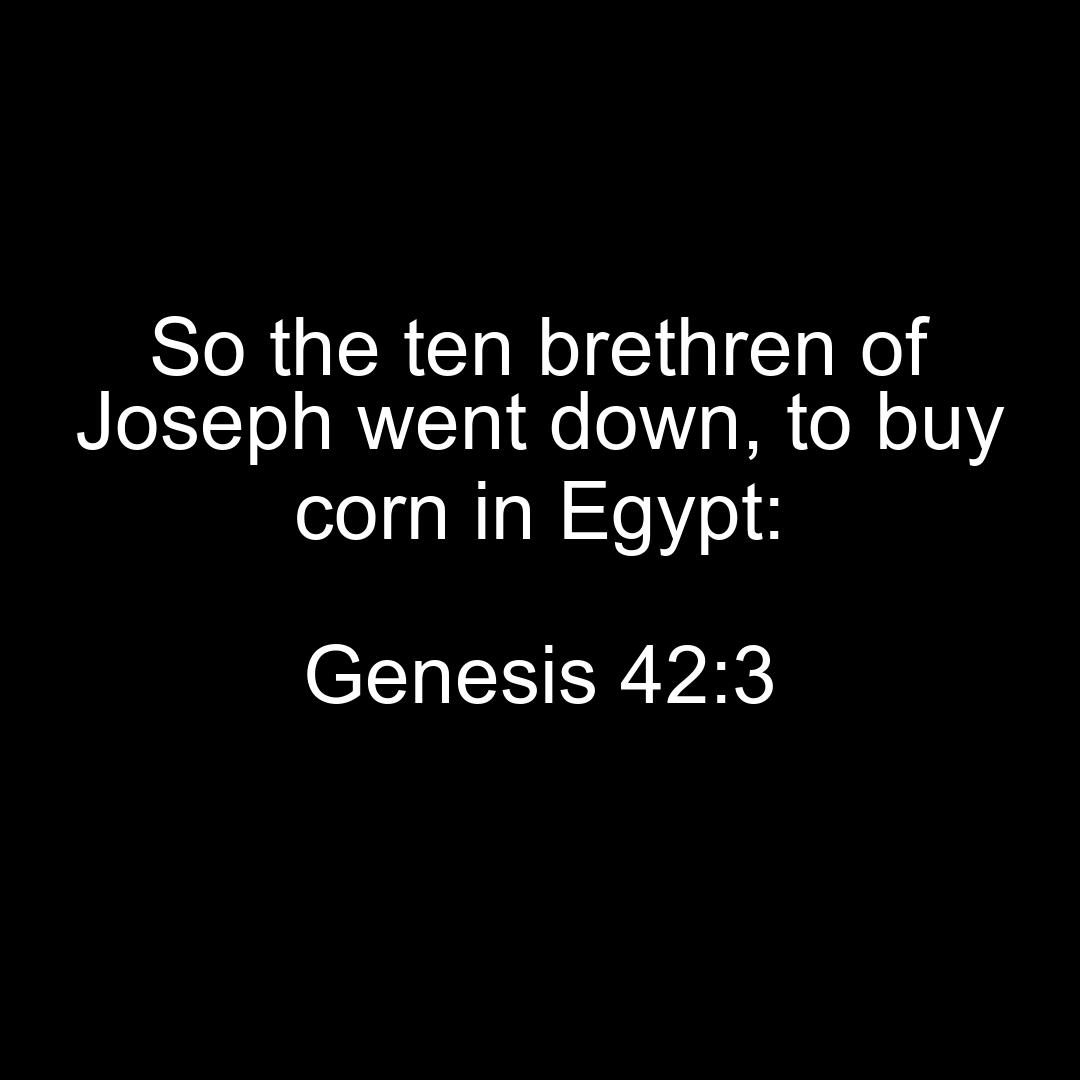 So the ten brethren of
Joseph went down, to buy
corn in Egypt:
Genesis 42:3